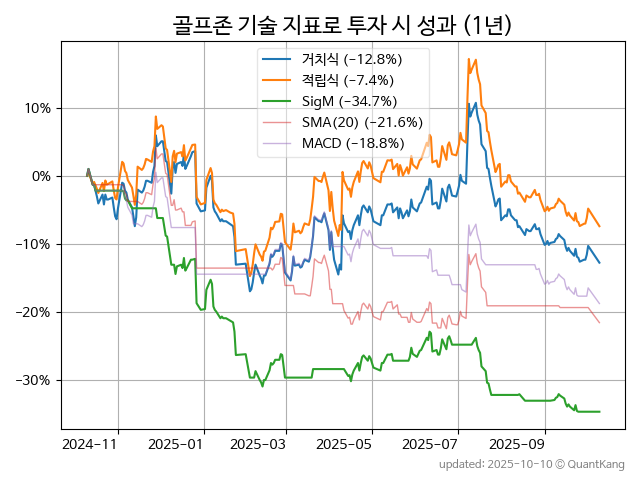 골프존 기술 지표로 투자 시 성과 (1년)
거치식 (−12.8%)
적립식 (−7.4%)
SigM (−34.7%)
SMA(20) (−21.6%)
MACD (−18.8%)
10%
0%
−10%
−20%
−30%
2024−11
2025−01
2025−03
2025−05
2025−07
2025−09
updated: 2025-10-10 © QuantKang